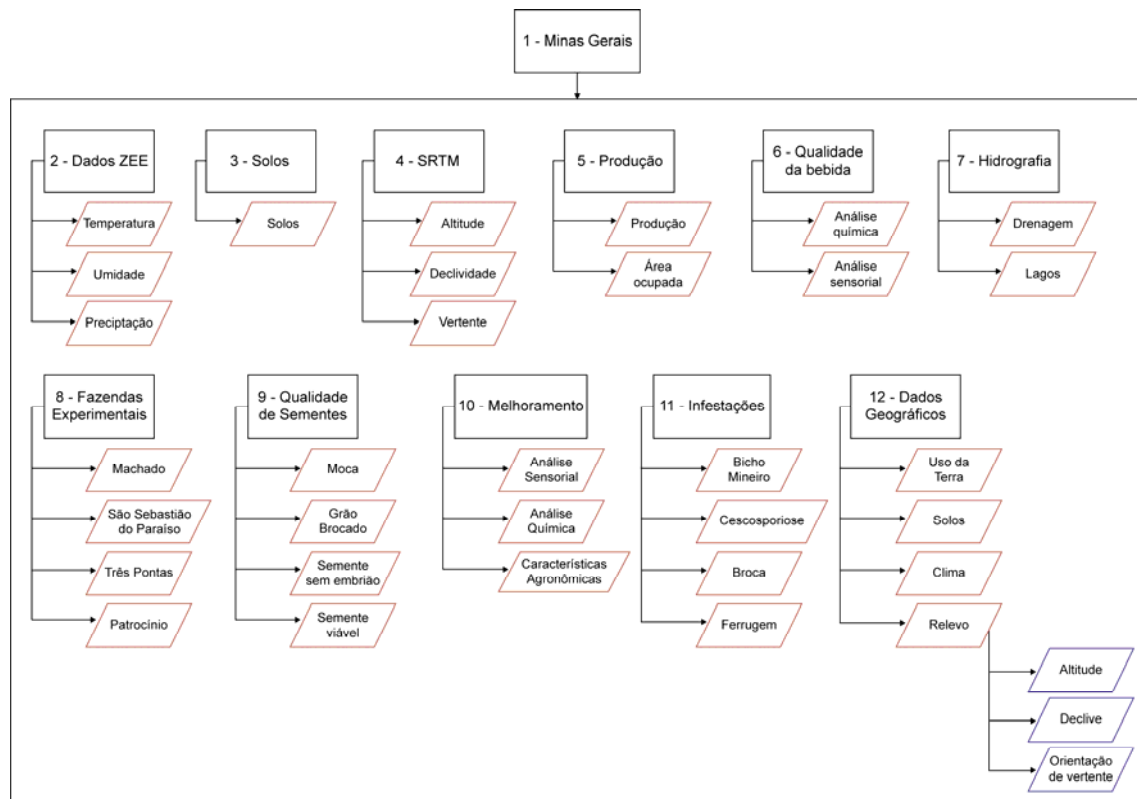 1 - Minas Gerais
2 - Dados ZEE
Temperatura
Umidade
Preciptação
3 - Solos
Solos
4 - SRTM
Altitude
Declividade
Vertente
5 - Produção
Produção
Área
ocupada
6 - Qualidade
da bebida
Análise
química
Análise
sensorial
7 - Hidrografia
Drenagem
Lagos
8 - Fazendas
Experimentais
Machado
São Sebastião
do Paraíso
Três Pontas
Patrocínio
9 - Qualidade
de Sementes
Moca
Grão
Brocado
Semente
sem embrião
Semente
viável
10 - Melhoramento
Análise
Sensorial
Análise
Química
Características
Agronômicas
11 - Infestações
Bicho
Mineiro
Cescosporiose
Broca
Ferrugem
12 - Dados
Geográficos
Uso da
Terra
Solos
Clima
Relevo
Altitude
Declive
Orientação
de vertente